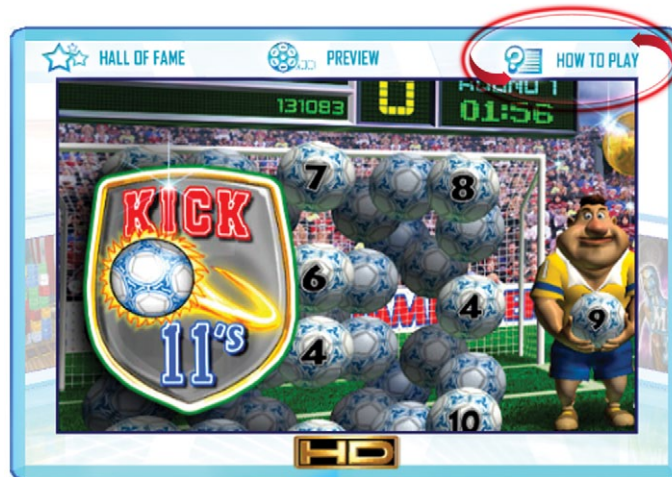 HALL OF FAME
PREVIEW
HOW TO PLAY
131083
0
ROUND 1
01:56
7
8
KICK
11's
6
4
9
4
10
HD